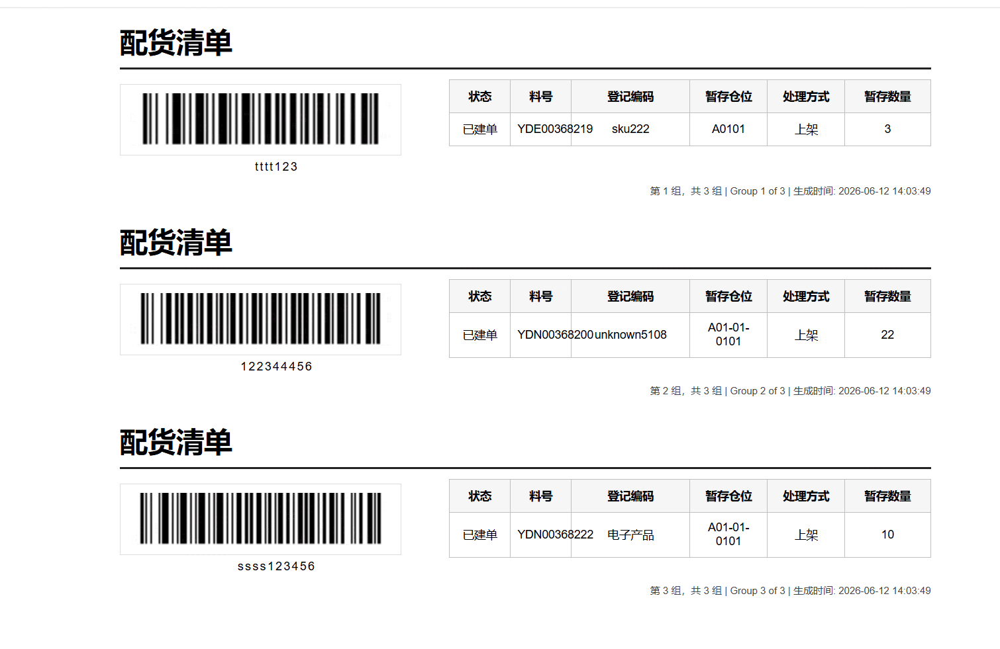 配货清单
状态 料号 登记编码 暂存仓位 处理方式 暂存数量
已建单 YDE00368219 sku222 A0101 上架 3
tttt123
第 1 组，共 3 组 | Group 1 of 3 | 生成时间: 2026-06-12 14:03:49
配货清单
状态 料号 登记编码 暂存仓位 处理方式 暂存数量
已建单 YDN00368200 unknown5108 A01-01-
0101 上架 22
122344456
第 2 组，共 3 组 | Group 2 of 3 | 生成时间: 2026-06-12 14:03:49
配货清单
状态 料号 登记编码 暂存仓位 处理方式 暂存数量
已建单 YDN00368222 电子产品 A01-01-
0101 上架 10
ssss123456
第 3 组，共 3 组 | Group 3 of 3 | 生成时间: 2026-06-12 14:03:49